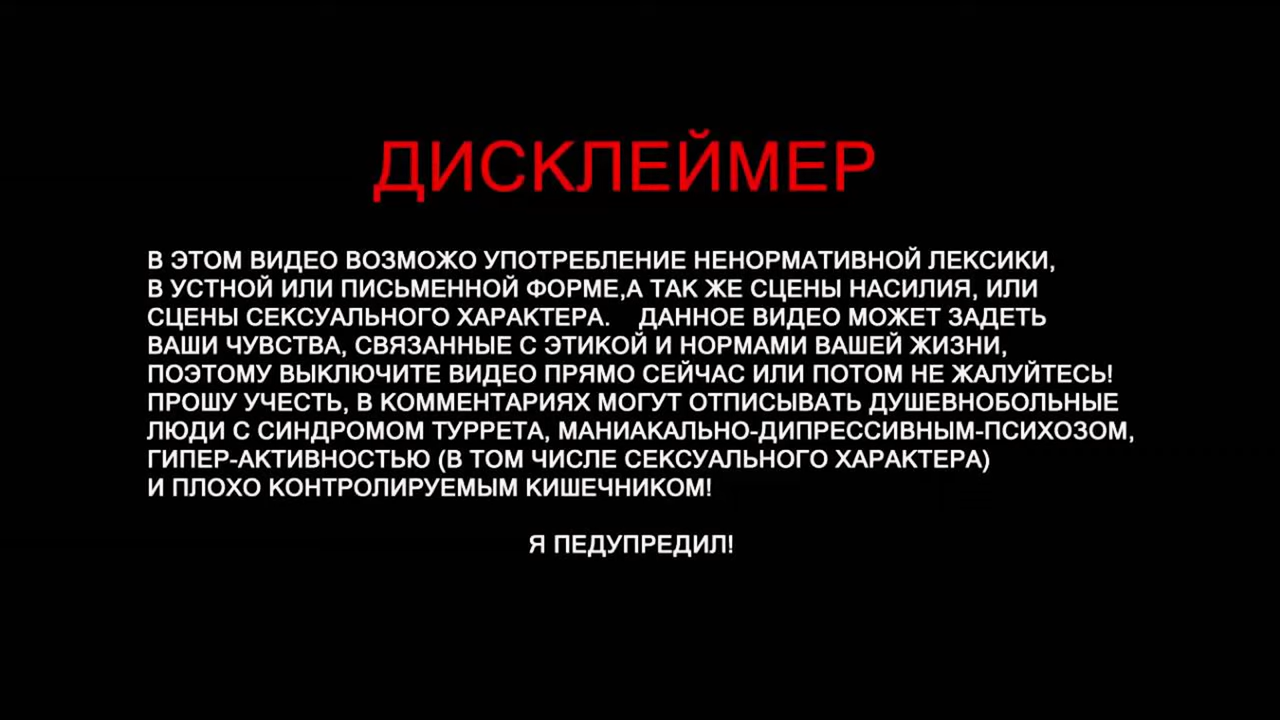 ДИСКЛЕЙМЕР
В ЭТОМ ВИДЕО ВОЗМОЖО УПОТРЕБЛЕНИЕ НЕНОРМАТИВНОЙ ЛЕКСИКИ,
В УСТНОЙ ИЛИ ПИСЬМЕННОЙ ФОРМЕ,А ТАК ЖЕ СЦЕНЫ НАСИЛИЯ, ИЛИ
СЦЕНЫ СЕКСУАЛЬНОГО ХАРАКТЕРА. ДАННОЕ ВИДЕО МОЖЕТ ЗАДЕТЬ
ВАШИ ЧУВСТВА, СВЯЗАННЫЕ С ЭТИКОЙ И НОРМАМИ ВАШЕЙ ЖИЗНИ,
ПОЭТОМУ ВЫКЛЮЧИТЕ ВИДЕО ПРЯМО СЕЙЧАС ИЛИ ПОТОМ НЕ ЖАЛУЙТЕСЬ!
ПРОШУ УЧЕСТЬ, В КОММЕНТАРИЯХ МОГУТ ОТПИСЫВАТЬ ДУШЕВНОБОЛЬНЫЕ
ЛЮДИ С СИНДРОМОМ ТУРРЕТА, МАНИАКАЛЬНО-ДИПРЕССИВНЫМ-ПСИХОЗОМ,
ГИПЕР-АКТИВНОСТЬЮ (В ТОМ ЧИСЛЕ СЕКСУАЛЬНОГО ХАРАКТЕРА)
И ПЛОХО КОНТРОЛИРУЕМЫМ КИШЕЧНИКОМ!
Я ПЕДУПРЕДИЛ!